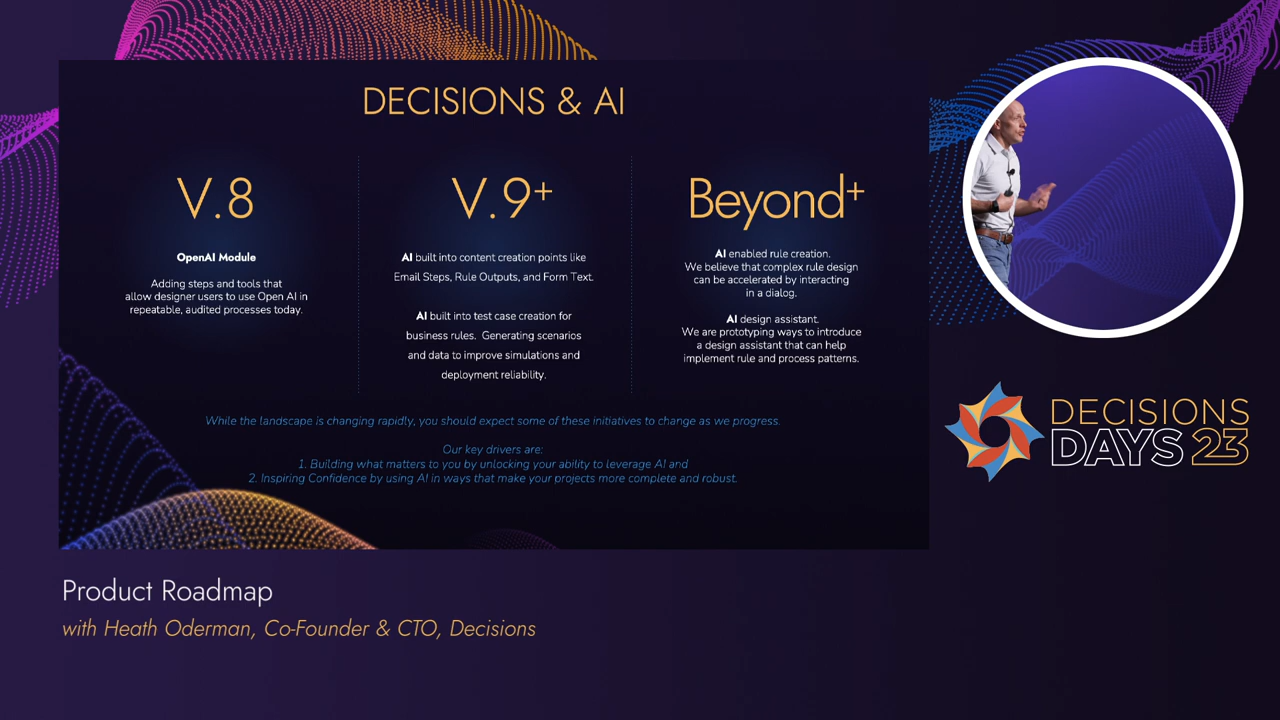 DECISIONS & AI
V.8
OpenAI Module
Adding steps and tools that
allow designer users to use Open AI in
repeatable, audited processes today.
V.9+
AI built into content creation points like
Email Steps, Rule Outputs, and Form Text.
AI built into test case creation for
business rules. Generating scenarios
and data to improve simulations and
deployment reliability.
Beyond+
AI enabled rule creation.
We believe that complex rule design
can be accelerated by interacting
in a dialog.
AI design assistant.
We are prototyping ways to introduce
a design assistant that can help
implement rule and process patterns.
While the landscape is changing rapidly, you should expect some of these initiatives to change as we progress.
Our key drivers are:
1. Building what matters to you by unlocking your ability to leverage AI and
2. Inspiring Confidence by using AI in ways that make your projects more complete and robust.
DECISIONS
DAYS 23
Product Roadmap
with Heath Oderman, Co-Founder & CTO, Decisions